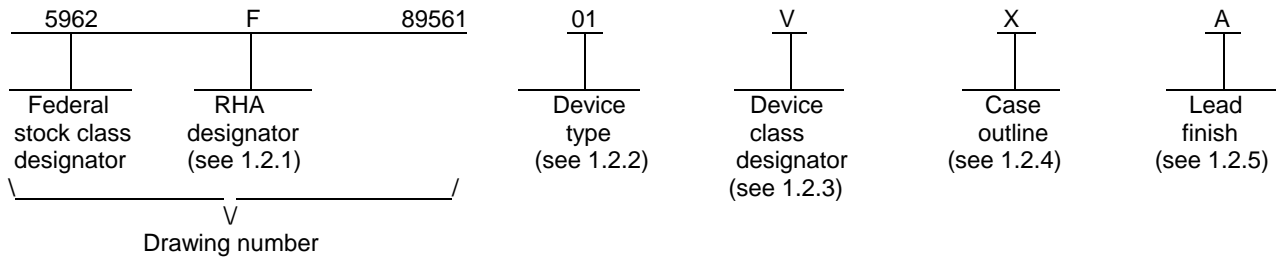 5962 F 89561 01 V X A
Federal RHA Device Device Case Lead
stock class designator type class outline finish
designator (see 1.2.1) (see 1.2.2) designator (see 1.2.4) (see 1.2.5)
(see 1.2.3)
\ /
\/
Drawing number